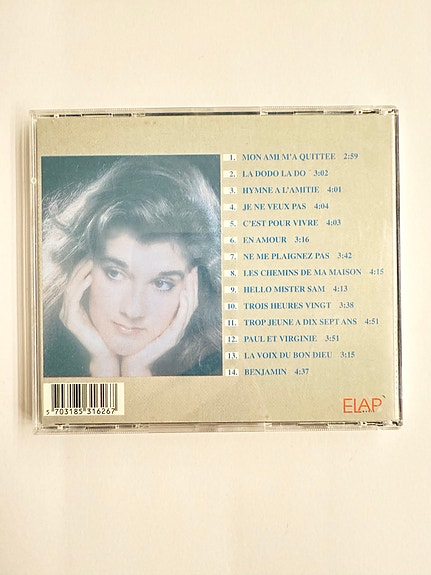 1. MON AMI M'A QUITTEE 2:59
2. LA DODO LA DO 3:02
3. HYMNE A L'AMITIE 4:01
4. JE NE VEUX PAS 4:04
5. C'EST POUR VIVRE 4:03
6. EN AMOUR 3:16
7. NE ME PLAIGNEZ PAS 3:42
8. LES CHEMINS DE MA MAISON 4:15
9. HELLO MISTER SAM 4:13
10. TROIS HEURES VINGT 3:38
11. TROP JEUNE A DIX SEPT ANS 4:51
12. PAUL ET VIRGINIE 3:51
13. LA VOIX DU BON DIEU 3:15
14. BENJAMIN 4:37
5 703185 316267
ELAP